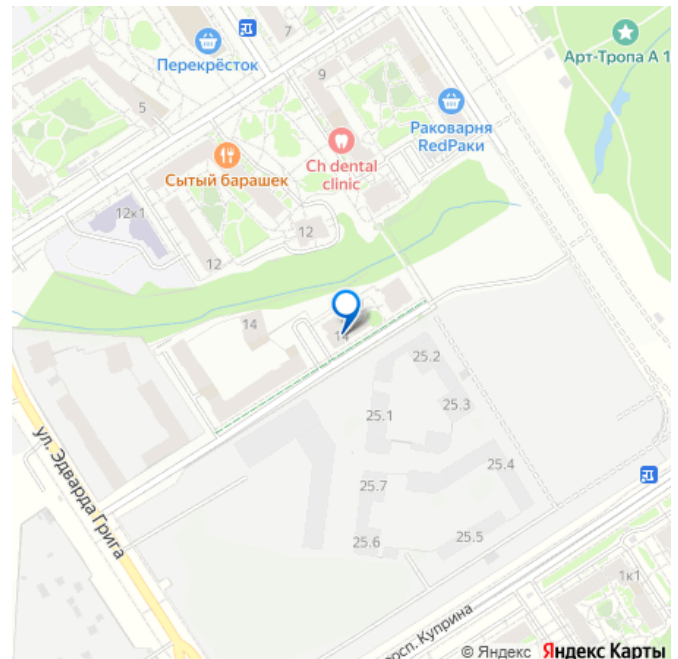 7
Перекрёсток
Арт-Тропа А 1
9
5
Раковарня
RedРаки
Ch dental
clinic
Сытый барашек
12к1
12
12
14
14
25.2
25.1
25.3
ул. Эдварда Грига
25.4
25.7
25.6
25.5
1к1
росп. Куприна
© Яндекс Яндекс Карты